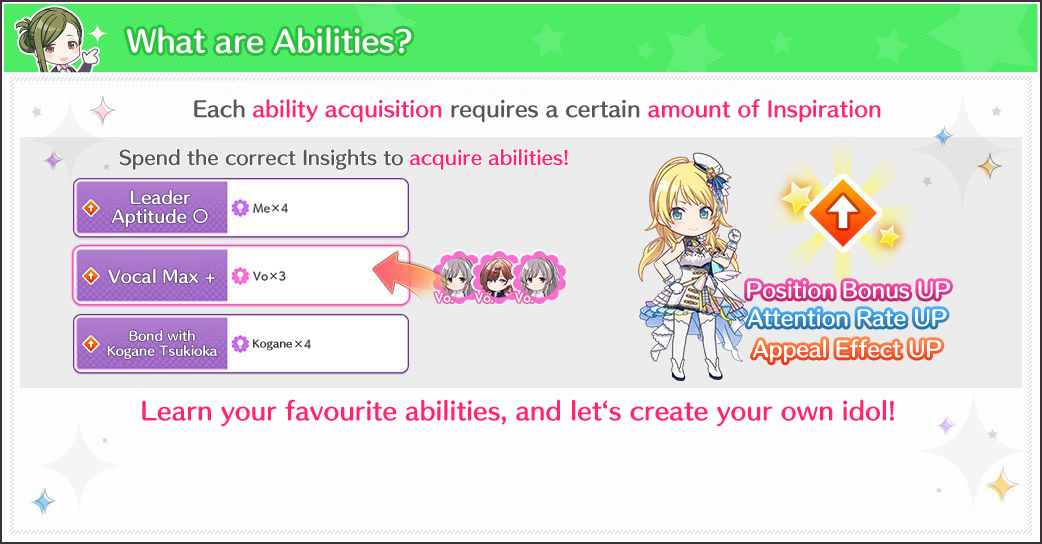 What are Abilities?
Each ability acquisition requires a certain amount of Inspiration
Spend the correct Insights to acquire abilities!
Leader
Aptitude ○
Me×4
Vocal Max +
Vo×3
Vo. Vo. Vo.
Bond with
Kogane Tsukioka
Kogane×4
Position Bonus UP
Attention Rate UP
Appeal Effect UP
Learn your favourite abilities, and let's create your own idol!